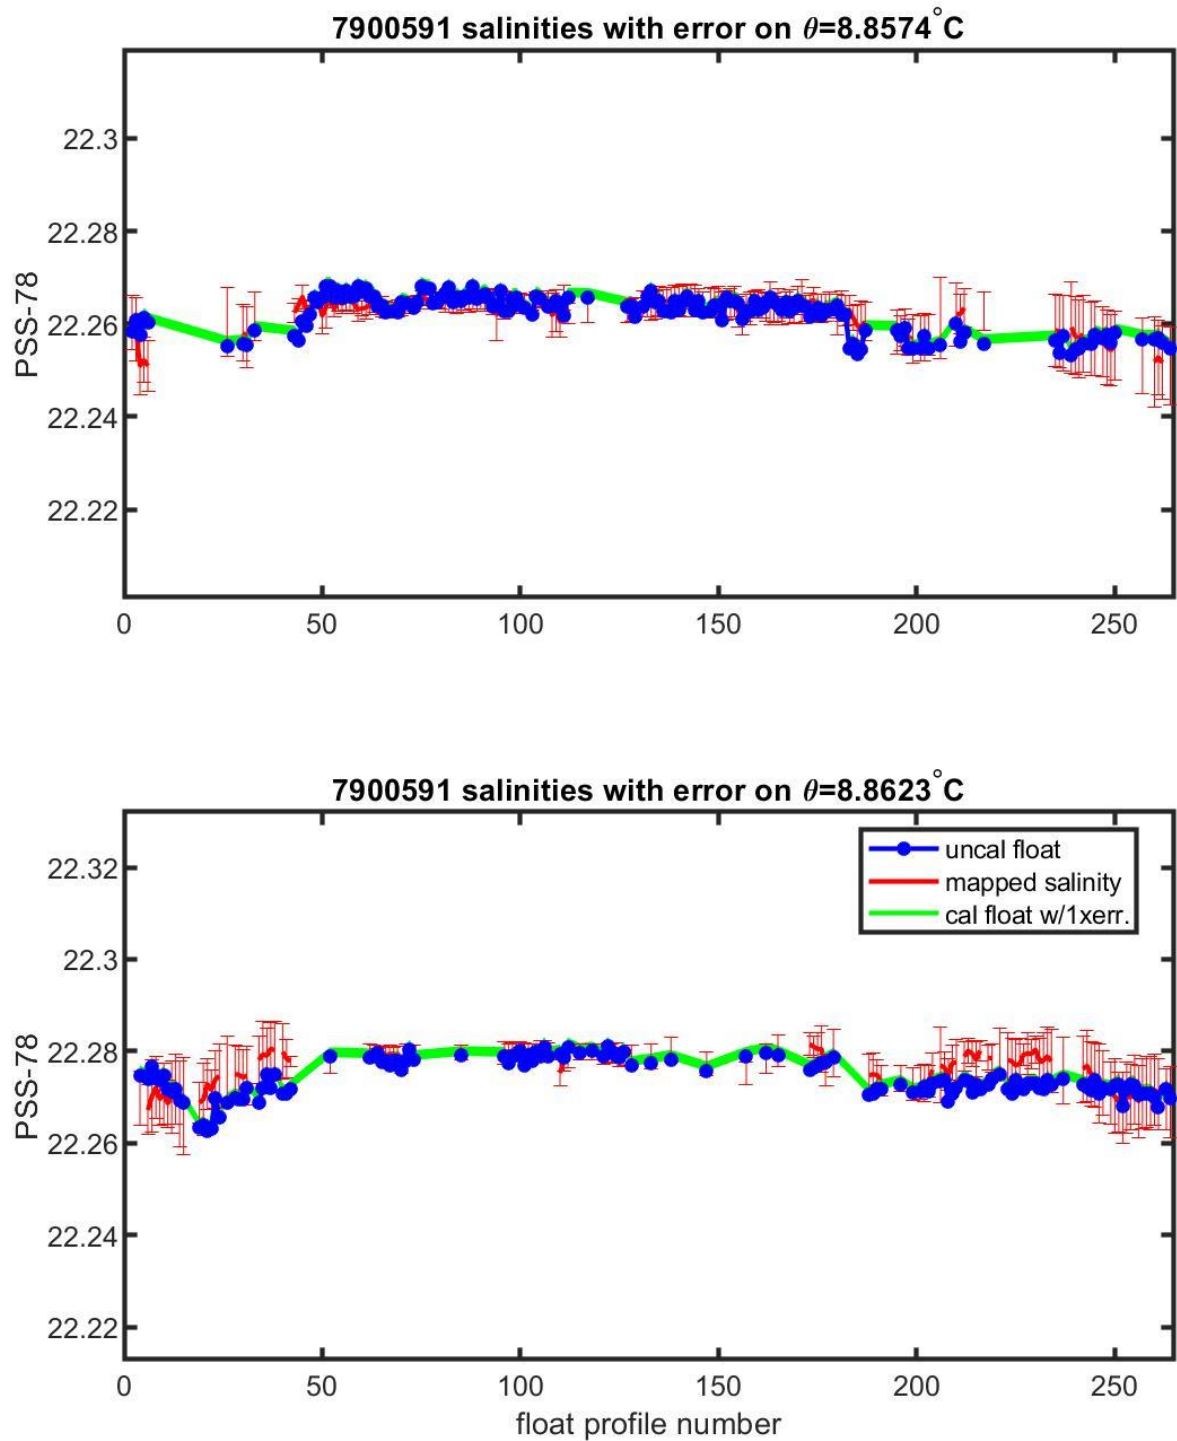 7900591 salinities with error on θ=8.8574°C
PSS-78
22.3
22.28
22.26
22.24
22.22
0 50 100 150 200 250
7900591 salinities with error on θ=8.8623°C
PSS-78
22.32
22.3
22.28
22.26
22.24
22.22
uncal float
mapped salinity
cal float w/1xerr.
0 50 100 150 200 250
float profile number